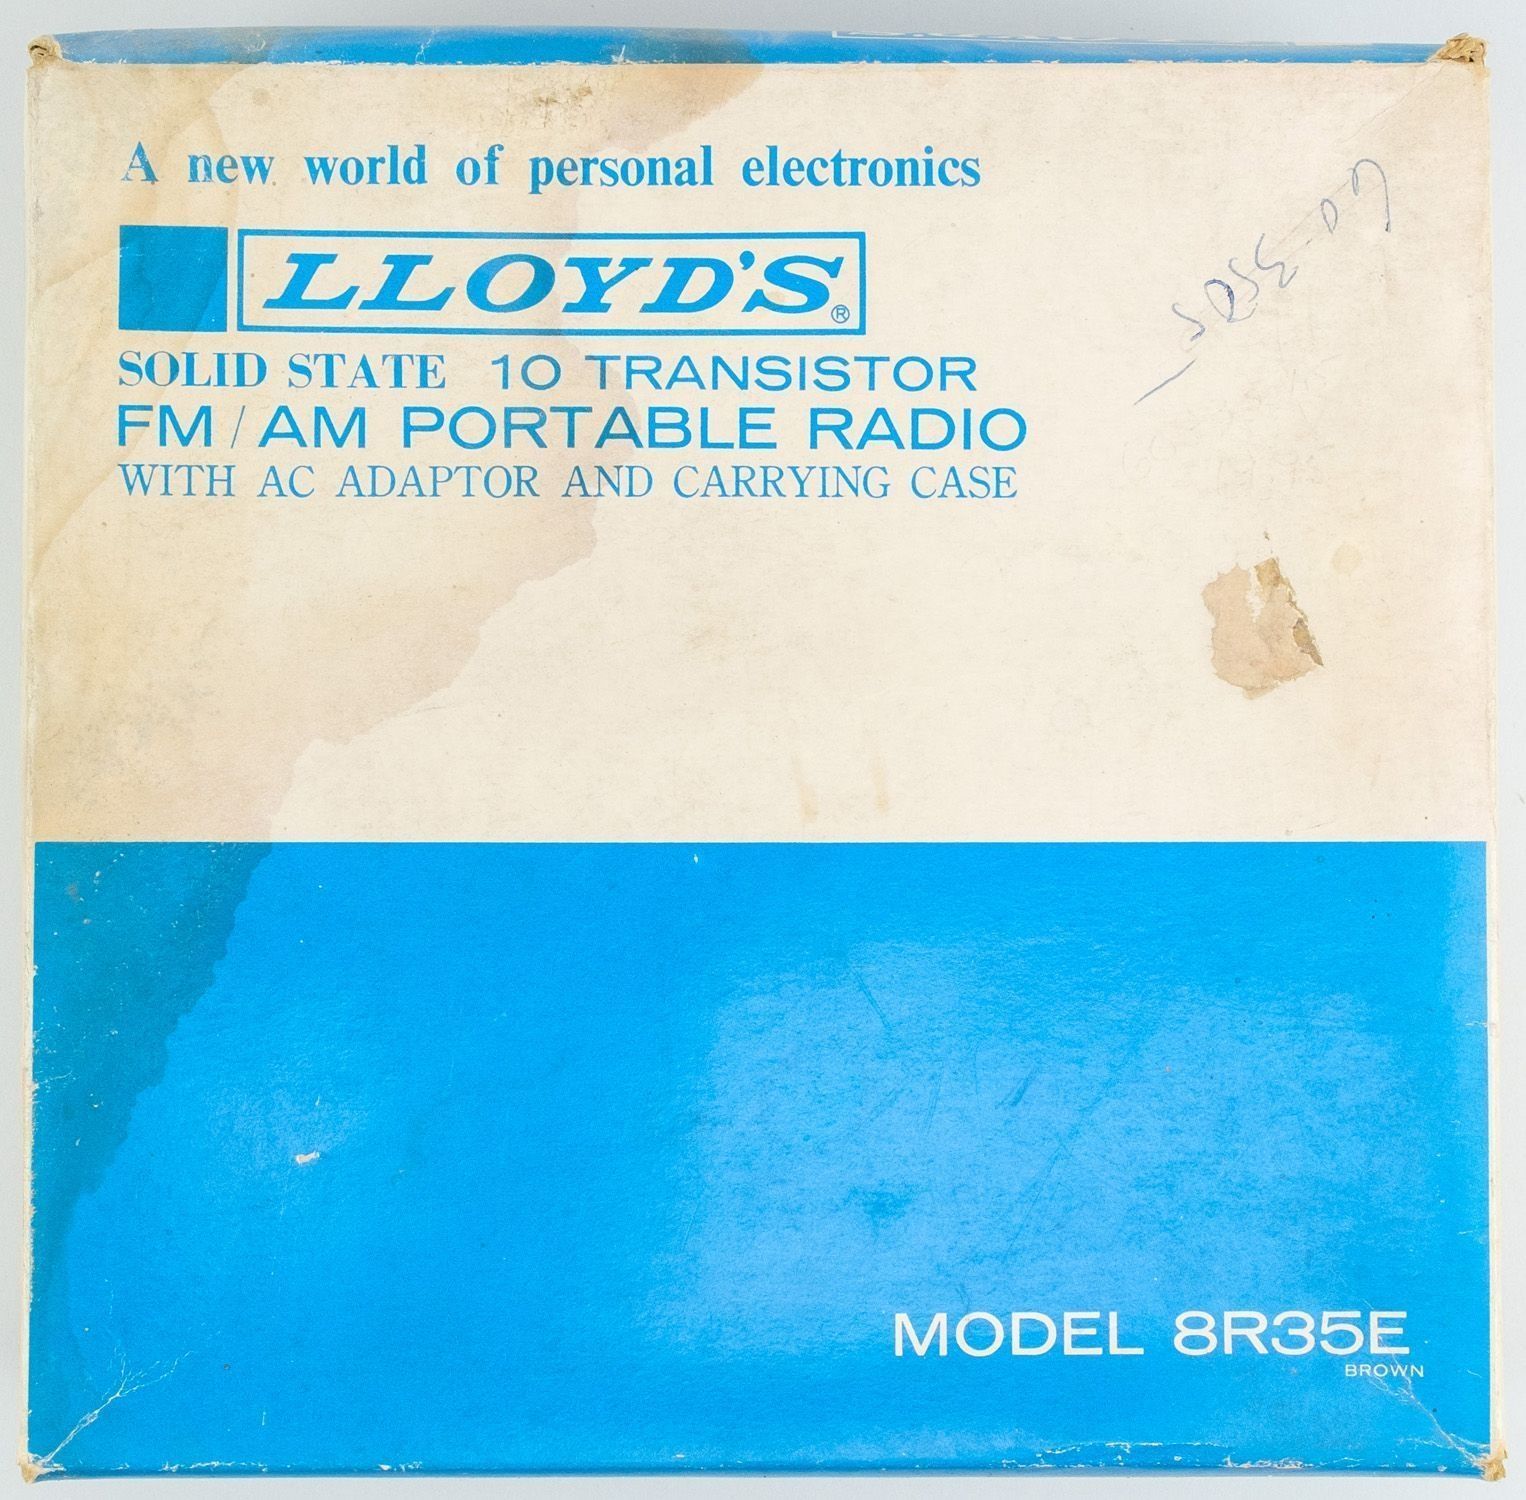 A new world of personal electronics
LLOYD'S®
SOLID STATE 10 TRANSISTOR
FM/AM PORTABLE RADIO
WITH AC ADAPTOR AND CARRYING CASE
MODEL 8R35E
BROWN